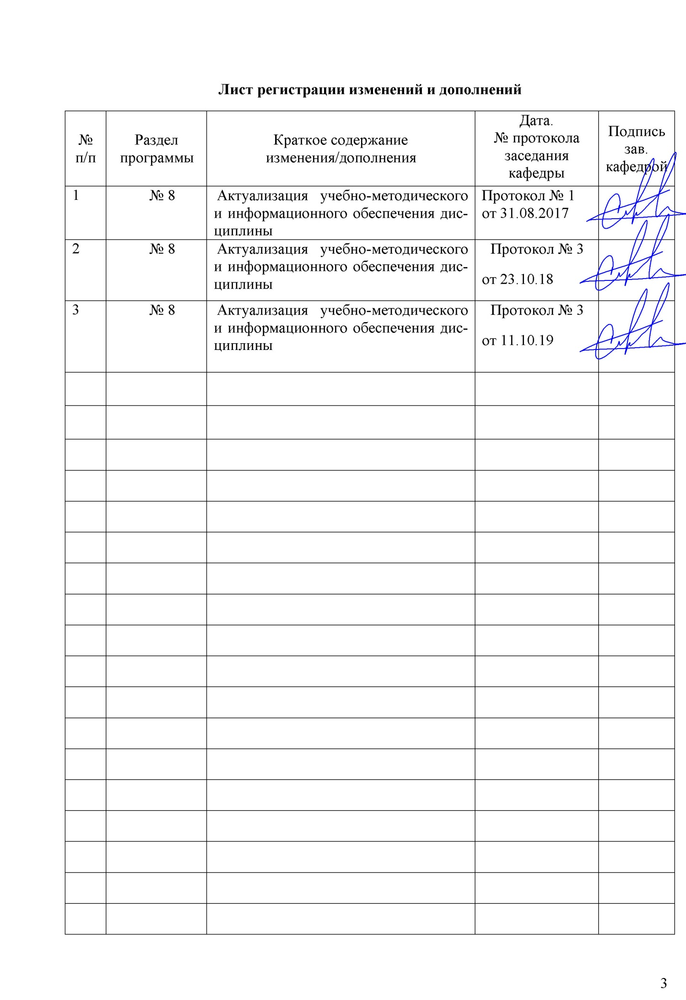 Лист регистрации изменений и дополнений
№
п/п
Раздел
программы
Краткое содержание
изменения/дополнения
Дата.
№ протокола
заседания
кафедры
Подпись
зав.
кафедрой
1
№ 8
Актуализация учебно-методического
и информационного обеспечения дис-
циплины
Протокол № 1
от 31.08.2017
2
№ 8
Актуализация учебно-методического
и информационного обеспечения дис-
циплины
Протокол № 3
от 23.10.18
3
№ 8
Актуализация учебно-методического
и информационного обеспечения дис-
циплины
Протокол № 3
от 11.10.19
3